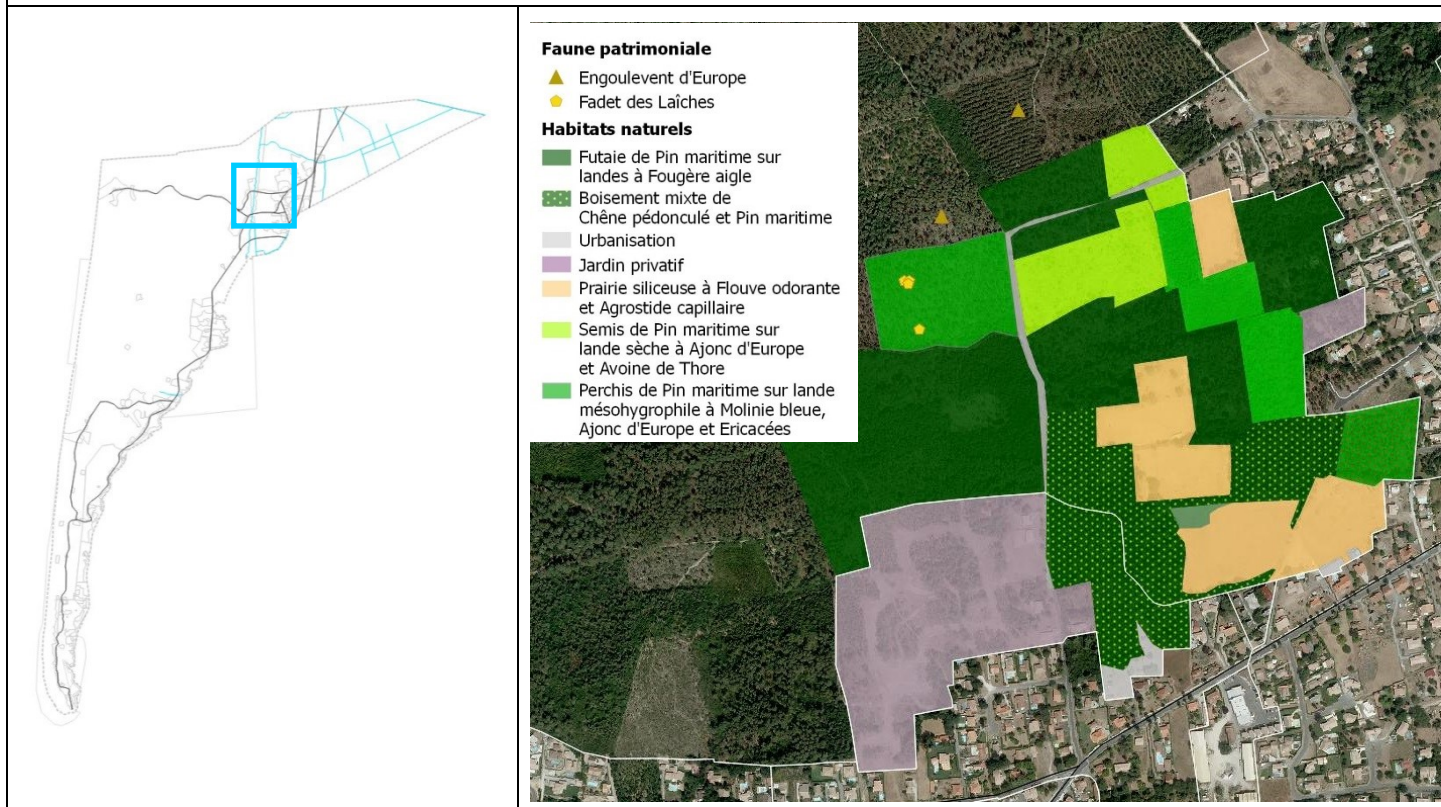 Faune patrimoniale
Engoulevent d'Europe
Fadet des Laîches
Habitats naturels
Futaie de Pin maritime sur
landes à Fougère aigle
Boisement mixte de
Chêne pédonculé et Pin maritime
Urbanisation
Jardin privatif
Prairie siliceuse à Flouve odorante
et Agrostide capillaire
Semis de Pin maritime sur
lande sèche à Ajonc d'Europe
et Avoine de Thore
Perchis de Pin maritime sur lande
mésohygrophile à Molinie bleue,
Ajonc d'Europe et Ericacées